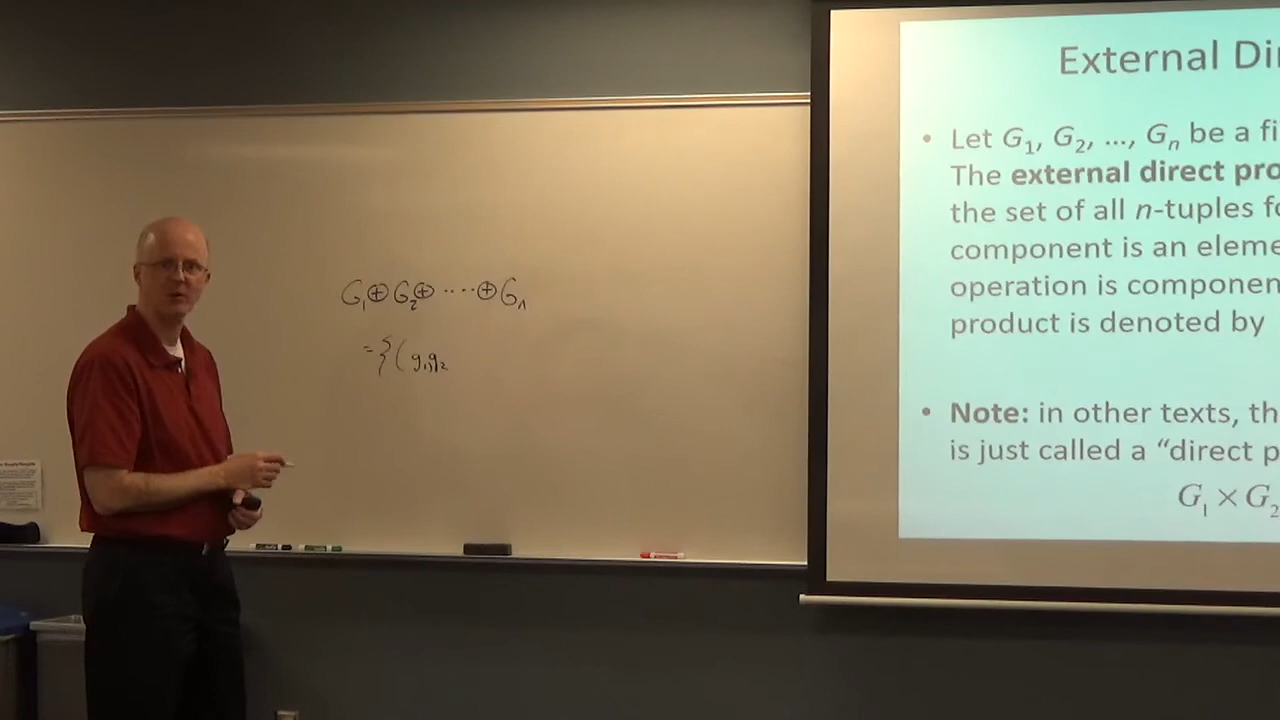 G₁ ⊕ G₂ ⊕ ···· ⊕ Gₙ
= { ( g₁, g₂
External Di
• Let G₁, G₂, ..., Gₙ be a fi
The external direct pro
the set of all n-tuples fo
component is an eleme
operation is componen
product is denoted by
• Note: in other texts, th
is just called a “direct p
G₁ × G₂